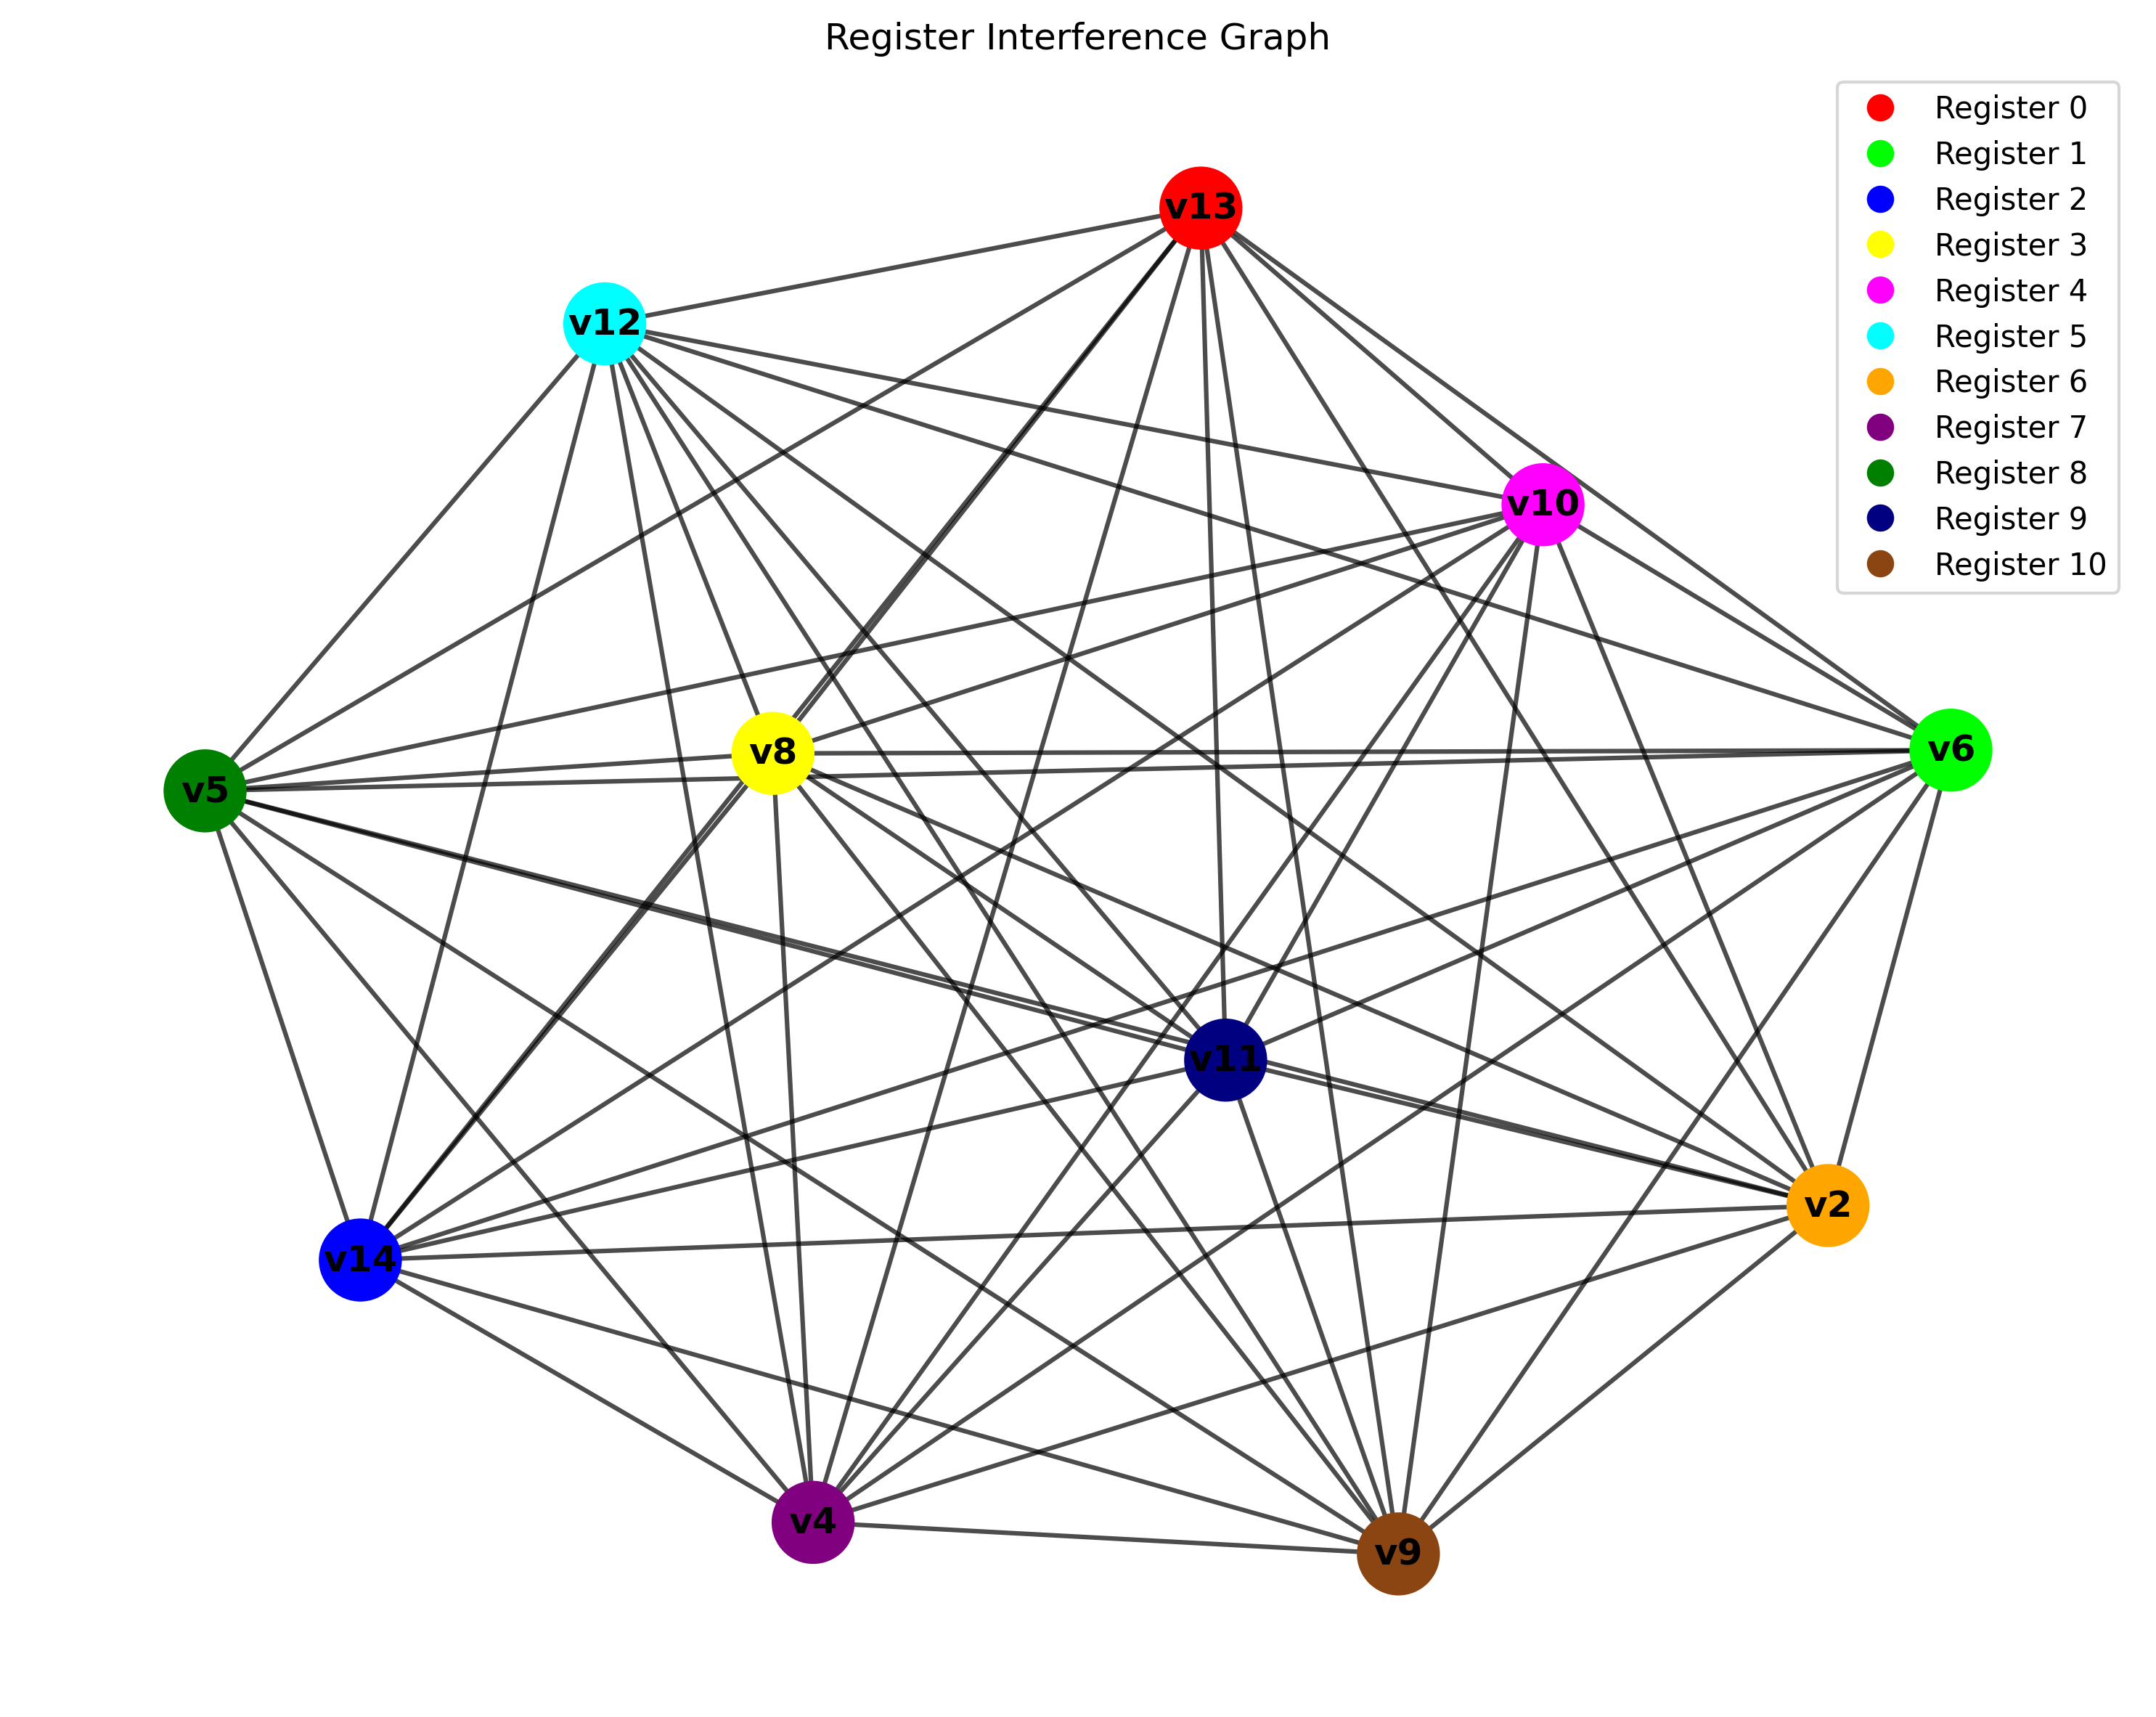 Register Interference Graph
Register 0
Register 1
Register 2
Register 3
Register 4
Register 5
Register 6
Register 7
Register 8
Register 9
Register 10
v13
v12
v10
v8
v6
v5
v11
v2
v14
v4
v9